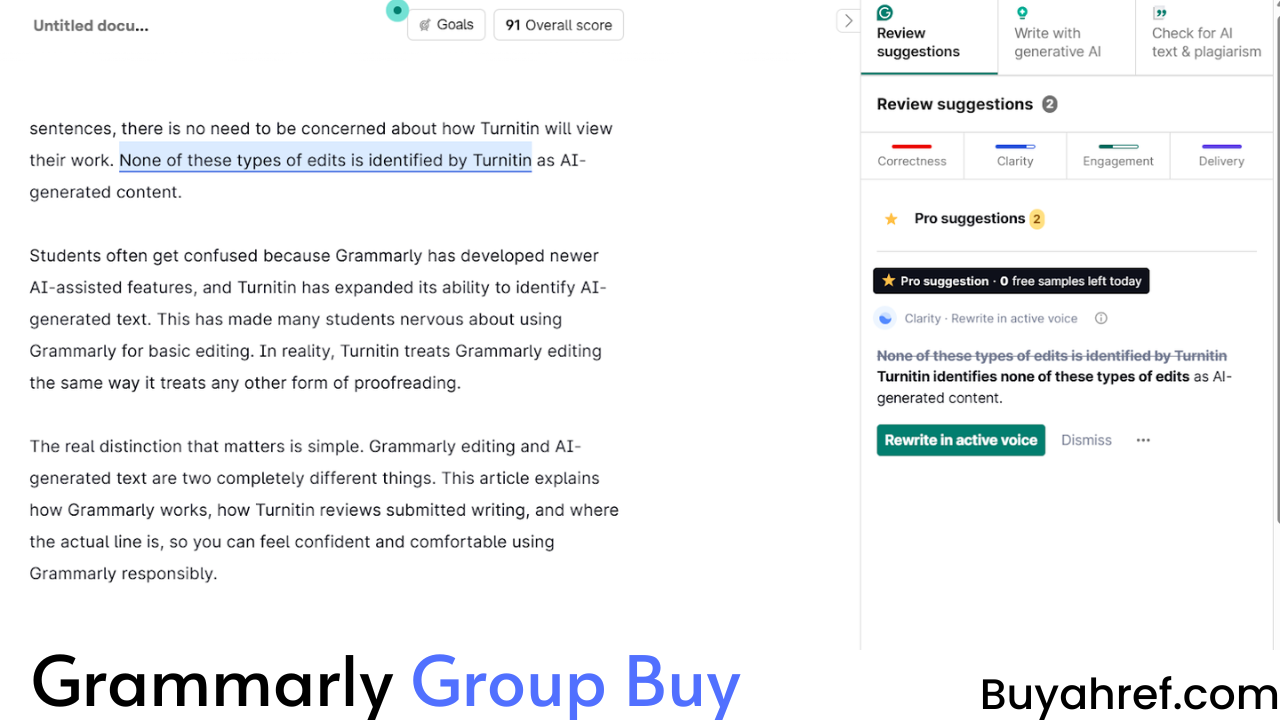 Untitled docu...
Goals
91 Overall score
Review suggestions
Write with generative AI
Check for AI text & plagiarism
sentences, there is no need to be concerned about how Turnitin will view
their work. None of these types of edits is identified by Turnitin as AI-
generated content.
Students often get confused because Grammarly has developed newer
AI-assisted features, and Turnitin has expanded its ability to identify AI-
generated text. This has made many students nervous about using
Grammarly for basic editing. In reality, Turnitin treats Grammarly editing
the same way it treats any other form of proofreading.
The real distinction that matters is simple. Grammarly editing and AI-
generated text are two completely different things. This article explains
how Grammarly works, how Turnitin reviews submitted writing, and where
the actual line is, so you can feel confident and comfortable using
Grammarly responsibly.
Review suggestions 2
Correctness
Clarity
Engagement
Delivery
Pro suggestions 2
Pro suggestion · 0 free samples left today
Clarity · Rewrite in active voice
None of these types of edits is identified by Turnitin
Turnitin identifies none of these types of edits as AI-
generated content.
Rewrite in active voice
Dismiss
Grammarly Group Buy
Buyahref.com